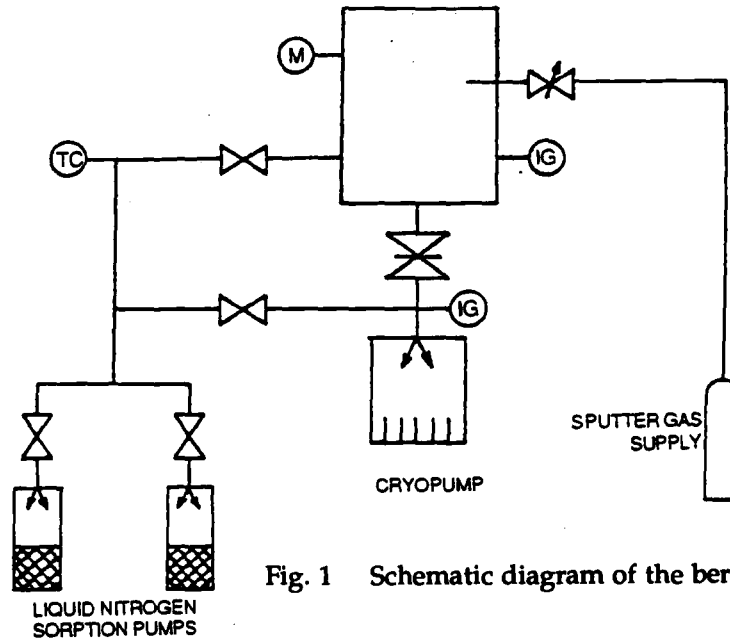 M
TC
IG
IG
SPUTTER GAS
SUPPLY
CRYOPUMP
LIQUID NITROGEN
SORPTION PUMPS
Fig. 1 Schematic diagram of the ber